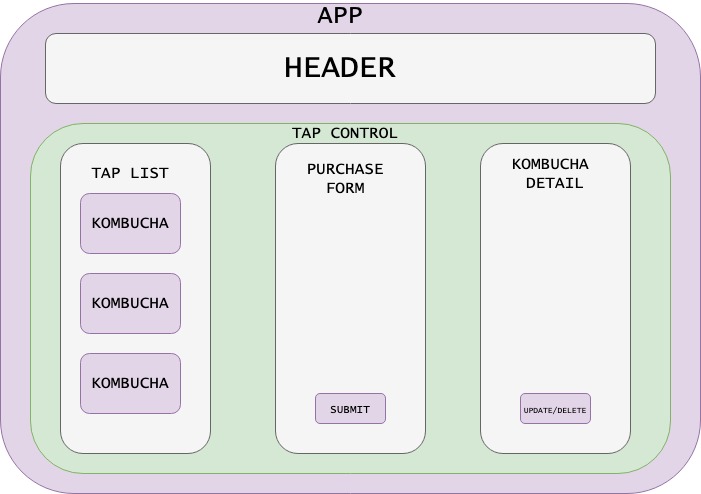 APP
HEADER
TAP CONTROL
TAP LIST
KOMBUCHA
KOMBUCHA
KOMBUCHA
PURCHASE
FORM
SUBMIT
KOMBUCHA
DETAIL
UPDATE/DELETE